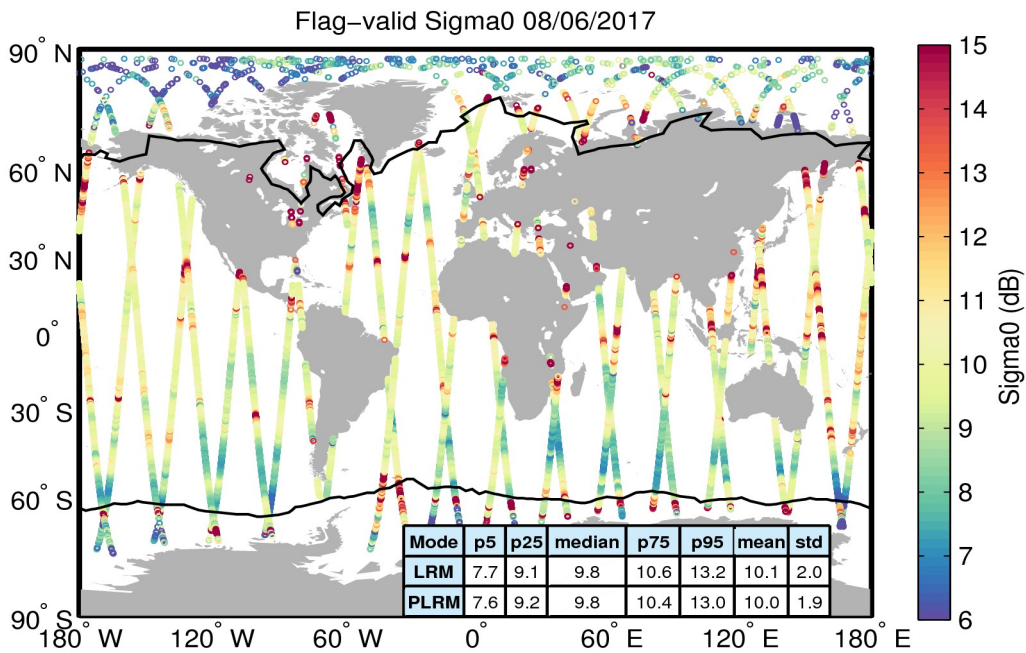 Flag−valid Sigma0 08/06/2017
90° N
60° N
30° N
0°
30° S
60° S
90° S
180° W
120° W
60° W
0°
60° E
120° E
180° E
Mode p5 p25 median p75 p95 mean std
LRM 7.7 9.1 9.8 10.6 13.2 10.1 2.0
PLRM 7.6 9.2 9.8 10.4 13.0 10.0 1.9
15
14
13
12
11
10
9
8
7
6
Sigma0 (dB)